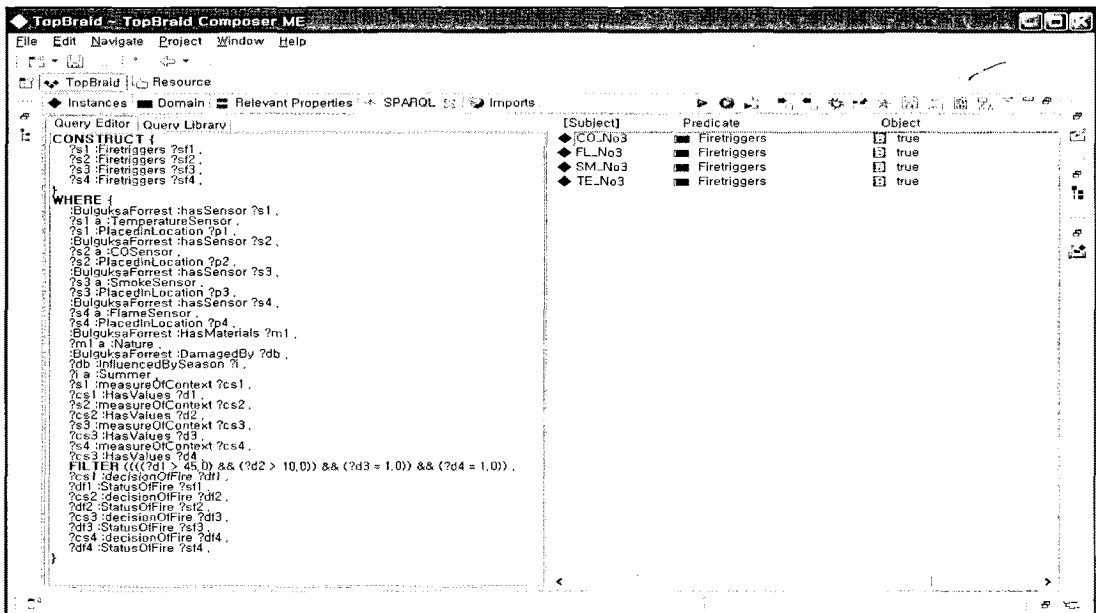 TopBraid - TopBraid Composer ME
File Edit Navigate Project Window Help
TopBraid Resource
Instances Domain Relevant Properties SPARQL Imports
Query Editor Query Library
[Subject] Predicate Object
CO_No3 Firetriggers true
FL_No3 Firetriggers true
SM_No3 Firetriggers true
TE_No3 Firetriggers true
CONSTRUCT {
?s1 :Firetriggers ?sf1 .
?s2 :Firetriggers ?sf2 .
?s3 :Firetriggers ?sf3 .
?s4 :Firetriggers ?sf4 .
}
WHERE {
:BulguksaForrest :hasSensor ?s1 .
?s1 a :TemperatureSensor .
?s1 :PlacedInLocation ?p1 .
:BulguksaForrest :hasSensor ?s2 .
?s2 a :COSensor .
?s2 :PlacedInLocation ?p2 .
:BulguksaForrest :hasSensor ?s3 .
?s3 a :SmokeSensor .
?s3 :PlacedInLocation ?p3 .
:BulguksaForrest :hasSensor ?s4 .
?s4 a :FlameSensor .
?s4 :PlacedInLocation ?p4 .
:BulguksaForrest :HasMaterials ?m1 .
?m1 a :Nature .
:BulguksaForrest :DamagedBy ?db .
?db :InfluencedBySeason ?i .
?i a :Summer .
?s1 :measureOfContext ?cs1 .
?cs1 :HasValues ?d1 .
?s2 :measureOfContext ?cs2 .
?cs2 :HasValues ?d2 .
?s3 :measureOfContext ?cs3 .
?cs3 :HasValues ?d3 .
?s4 :measureOfContext ?cs4 .
?cs3 :HasValues ?d4
FILTER ((((?d1 > 45.0) && (?d2 > 10.0)) && (?d3 = 1.0)) && (?d4 = 1.0)) .
?cs1 :decisionOfFire ?df1 .
?df1 :StatusOfFire ?sf1 .
?cs2 :decisionOfFire ?df2 .
?df2 :StatusOfFire ?sf2 .
?cs3 :decisionOfFire ?df3 .
?df3 :StatusOfFire ?sf3 .
?cs4 :decisionOfFire ?df4 .
?df4 :StatusOfFire ?sf4 .
}